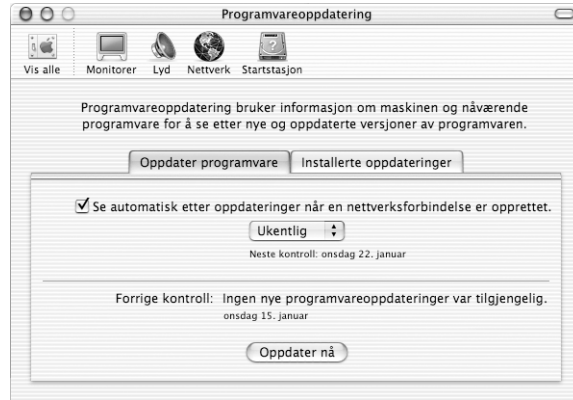 Programvareoppdatering
Vis alle Monitorer Lyd Nettverk Startstasjon
Programvareoppdatering bruker informasjon om maskinen og nåværende
programvare for å se etter nye og oppdaterte versjoner av programvaren.
Oppdater programvare Installerte oppdateringer
Se automatisk etter oppdateringer når en nettverksforbindelse er opprettet.
Ukentlig
Neste kontroll: onsdag 22. januar
Forrige kontroll: Ingen nye programvareoppdateringer var tilgjengelig.
onsdag 15. januar
Oppdater nå